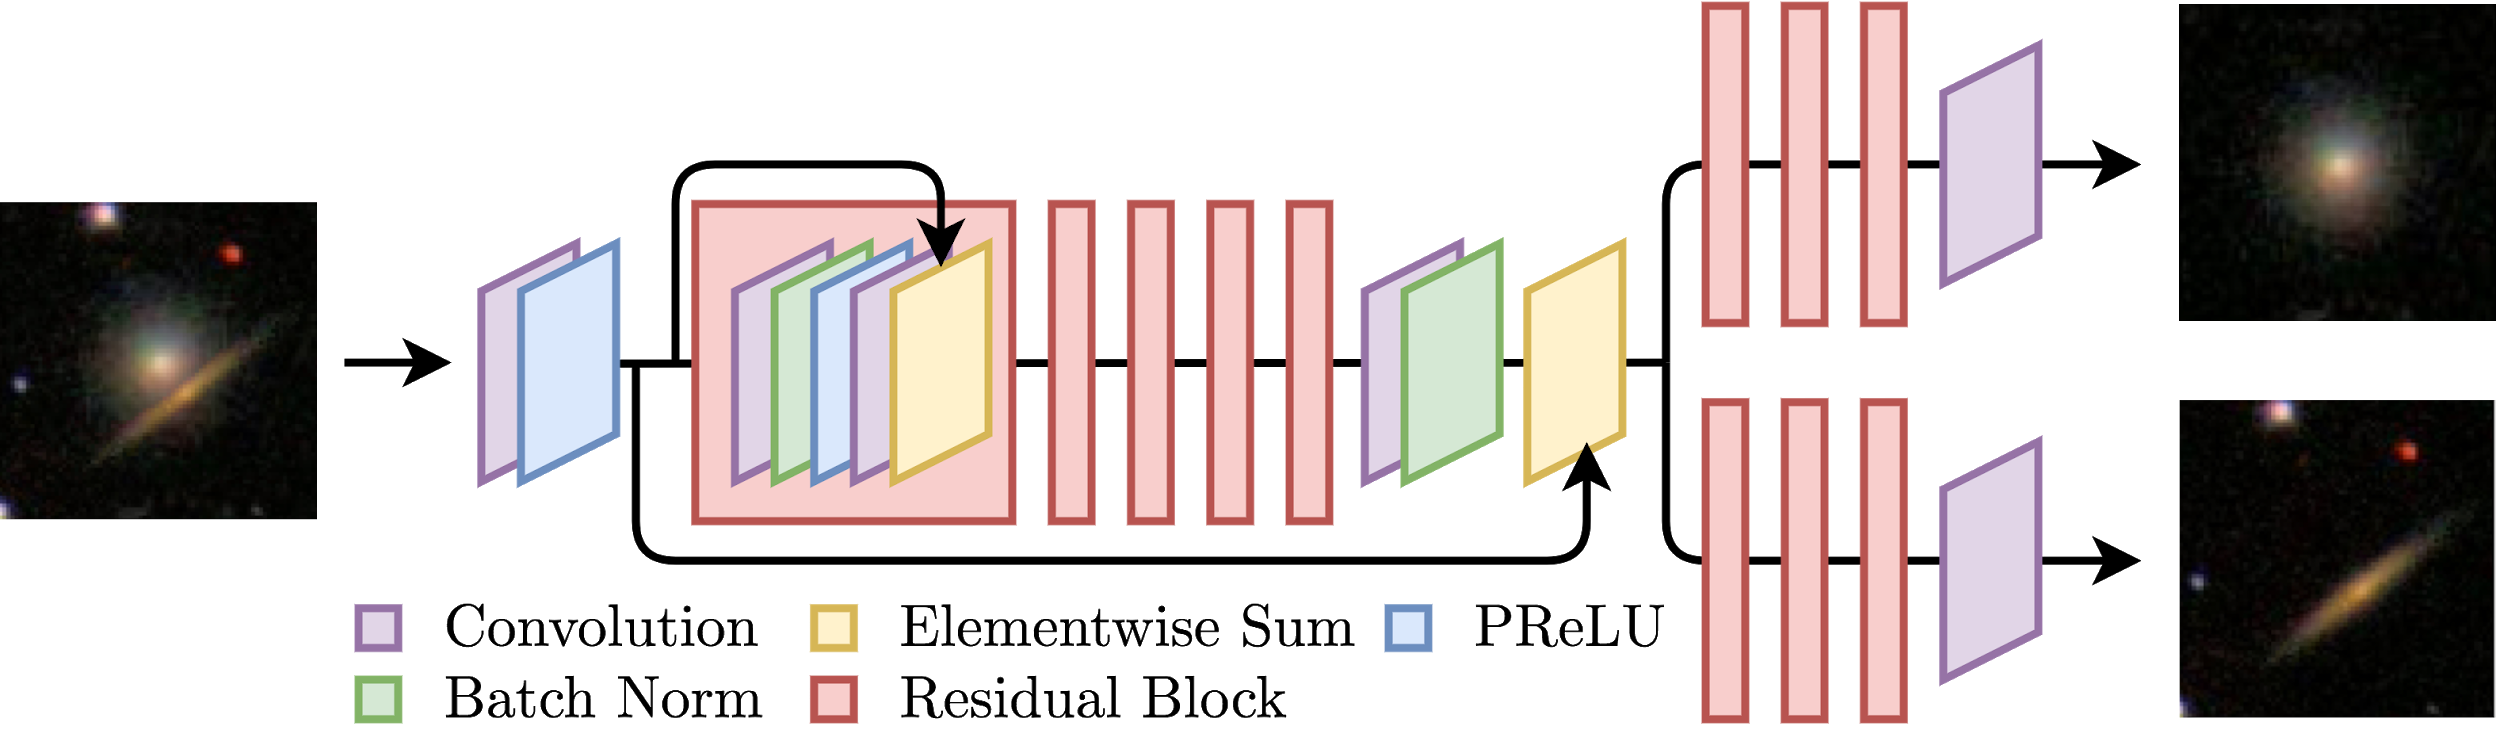 Convolution Elementwise Sum PReLU
Batch Norm Residual Block